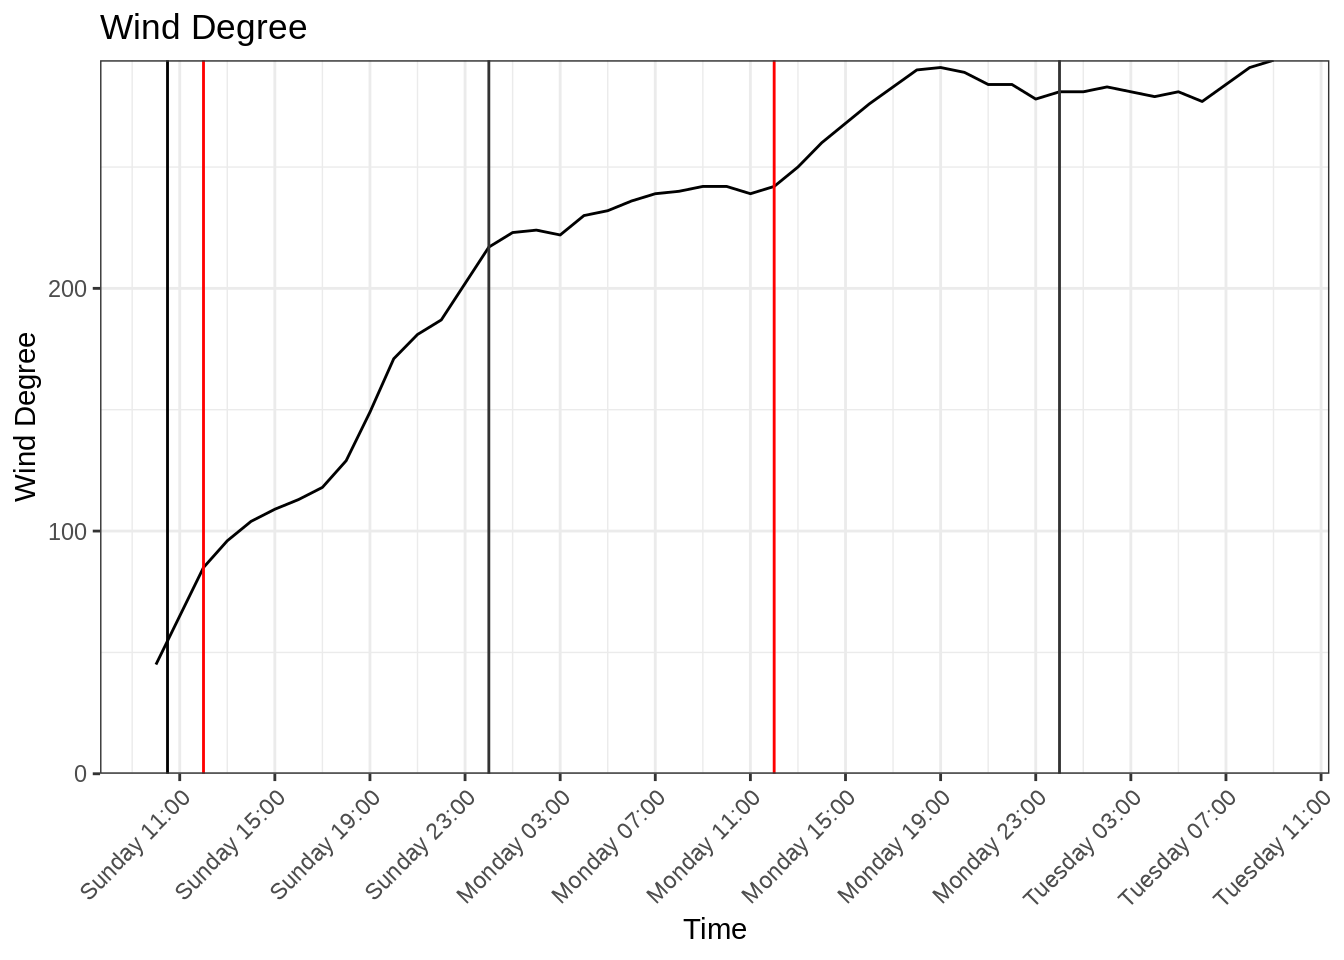 Wind Degree
Wind Degree
200
100
0
Sunday 11:00
Sunday 15:00
Sunday 19:00
Sunday 23:00
Monday 03:00
Monday 07:00
Monday 11:00
Monday 15:00
Monday 19:00
Monday 23:00
Tuesday 03:00
Tuesday 07:00
Tuesday 11:00
Time